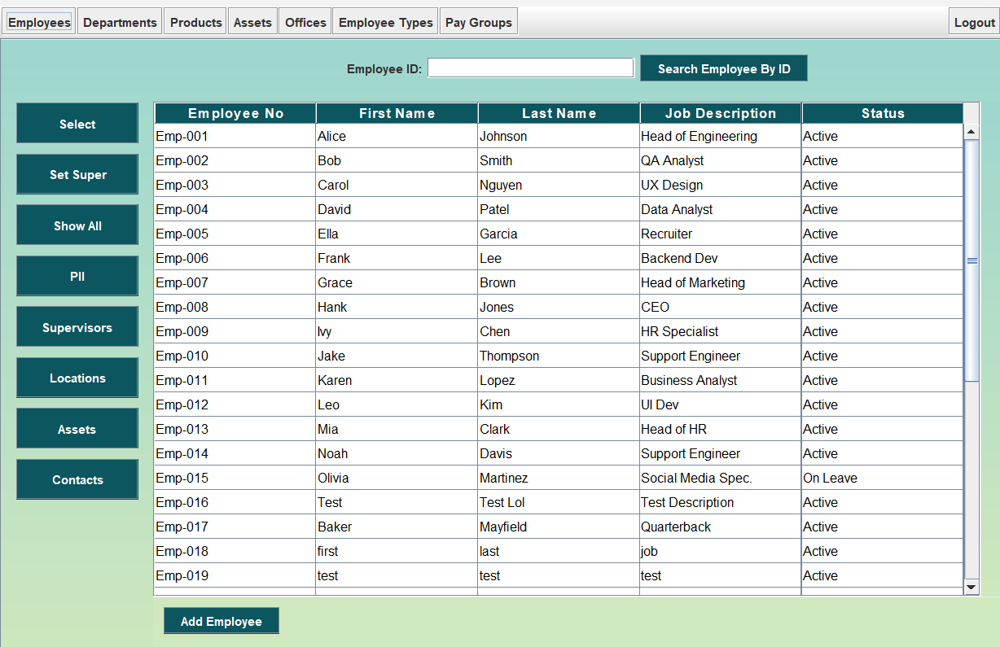 Employees Departments Products Assets Offices Employee Types Pay Groups Logout
Employee ID: Search Employee By ID
Select
Set Super
Show All
PII
Supervisors
Locations
Assets
Contacts
Employee No First Name Last Name Job Description Status
Emp-001 Alice Johnson Head of Engineering Active
Emp-002 Bob Smith QA Analyst Active
Emp-003 Carol Nguyen UX Design Active
Emp-004 David Patel Data Analyst Active
Emp-005 Ella Garcia Recruiter Active
Emp-006 Frank Lee Backend Dev Active
Emp-007 Grace Brown Head of Marketing Active
Emp-008 Hank Jones CEO Active
Emp-009 Ivy Chen HR Specialist Active
Emp-010 Jake Thompson Support Engineer Active
Emp-011 Karen Lopez Business Analyst Active
Emp-012 Leo Kim UI Dev Active
Emp-013 Mia Clark Head of HR Active
Emp-014 Noah Davis Support Engineer Active
Emp-015 Olivia Martinez Social Media Spec. On Leave
Emp-016 Test Test Lol Test Description Active
Emp-017 Baker Mayfield Quarterback Active
Emp-018 first last job Active
Emp-019 test test test Active
Add Employee